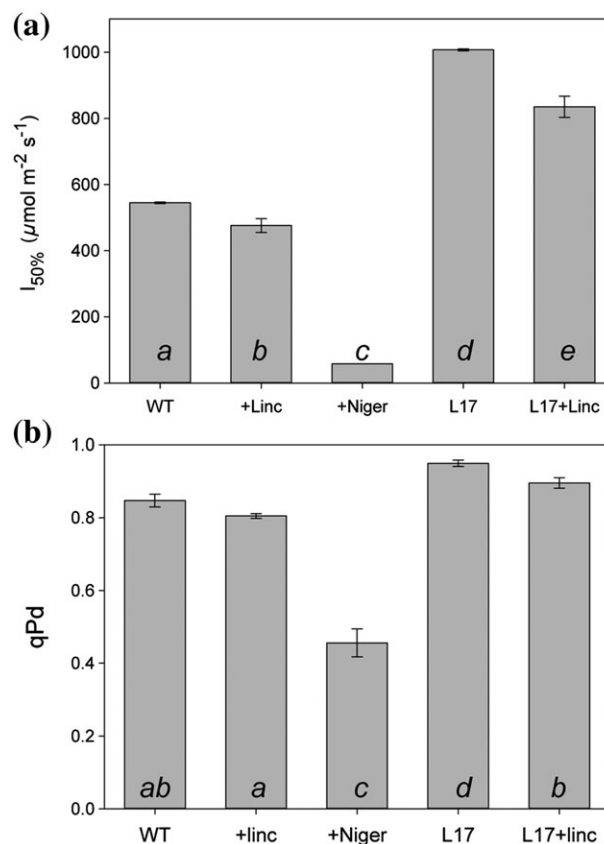 (a)
I50% (µmol m-2 s-1)
1000
800
600
400
200
0
a b c d e
WT +Linc +Niger L17 L17+Linc
(b)
qPd
1.0
0.8
0.6
0.4
0.2
0.0
ab a c d b
WT +linc +Niger L17 L17+linc